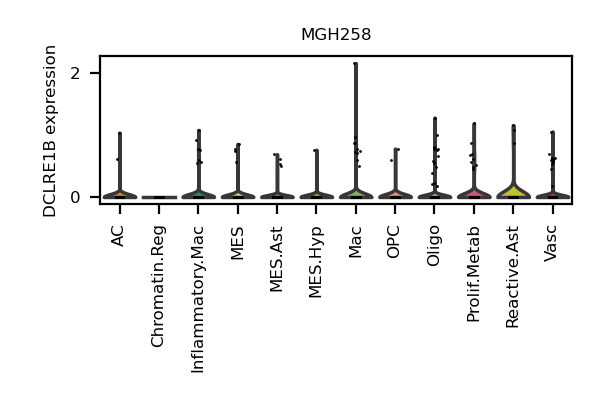 MGH258
DCLRE1B expression
2
0
AC
Chromatin.Reg
Inflammatory.Mac
MES
MES.Ast
MES.Hyp
Mac
OPC
Oligo
Prolif.Metab
Reactive.Ast
Vasc